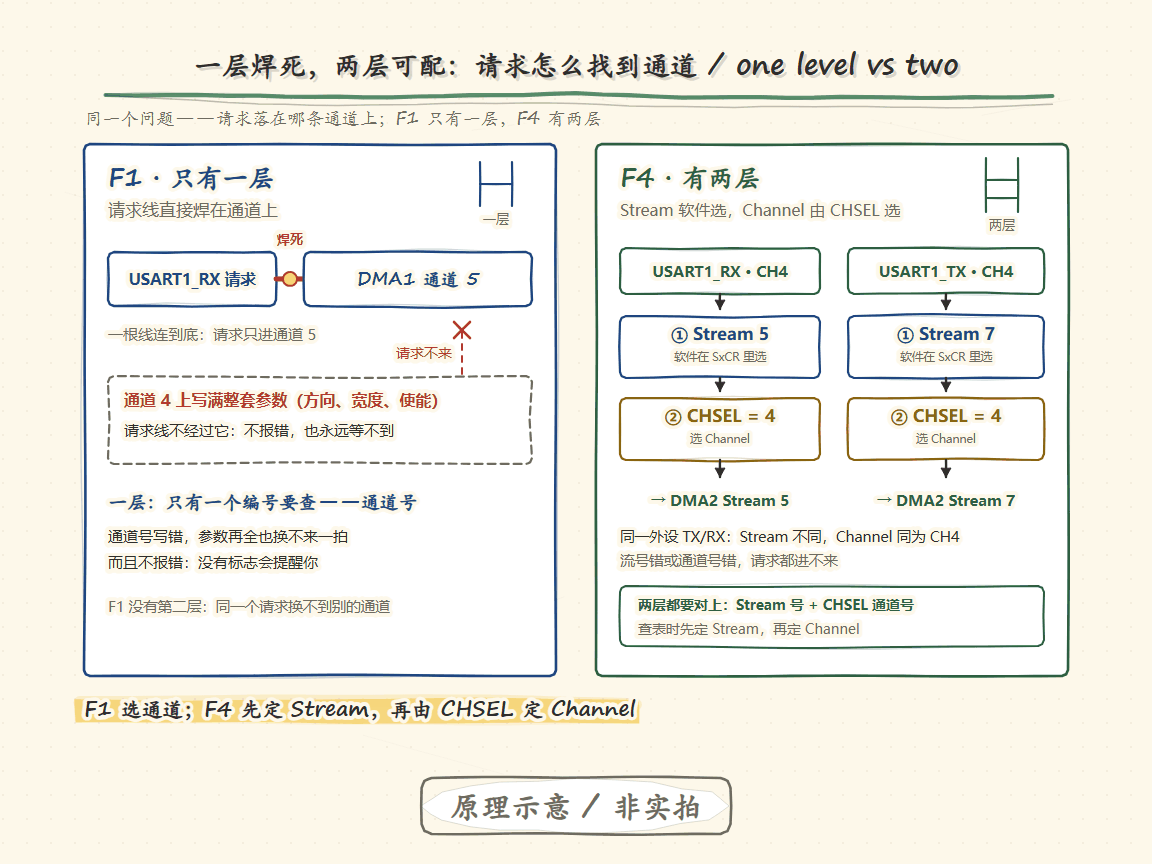 一层焊死，两层可配：请求怎么找到通道 / one level vs two
同一个问题——请求落在哪条通道上；F1 只有一层，F4 有两层
F1 · 只有一层
请求线直接焊在通道上
一层
焊死
USART1_RX 请求
DMA1 通道 5
一根线连到底：请求只进通道 5
请求不来
通道 4 上写满整套参数（方向、宽度、使能）
请求线不经过它：不报错，也永远等不到
一层：只有一个编号要查——通道号
通道号写错，参数再全也换不来一拍
而且不报错：没有标志会提醒你
F1 没有第二层：同一个请求换不到别的通道
F4 · 有两层
Stream 软件选，Channel 由 CHSEL 选
两层
USART1_RX · CH4
USART1_TX · CH4
① Stream 5
软件在 SxCR 里选
① Stream 7
软件在 SxCR 里选
② CHSEL = 4
选 Channel
② CHSEL = 4
选 Channel
→ DMA2 Stream 5
→ DMA2 Stream 7
同一外设 TX/RX：Stream 不同，Channel 同为 CH4
流号错或通道号错，请求都进不来
两层都要对上：Stream 号 + CHSEL 通道号
查表时先定 Stream，再定 Channel
F1 选通道；F4 先定 Stream，再由 CHSEL 定 Channel
原理示意 / 非实拍